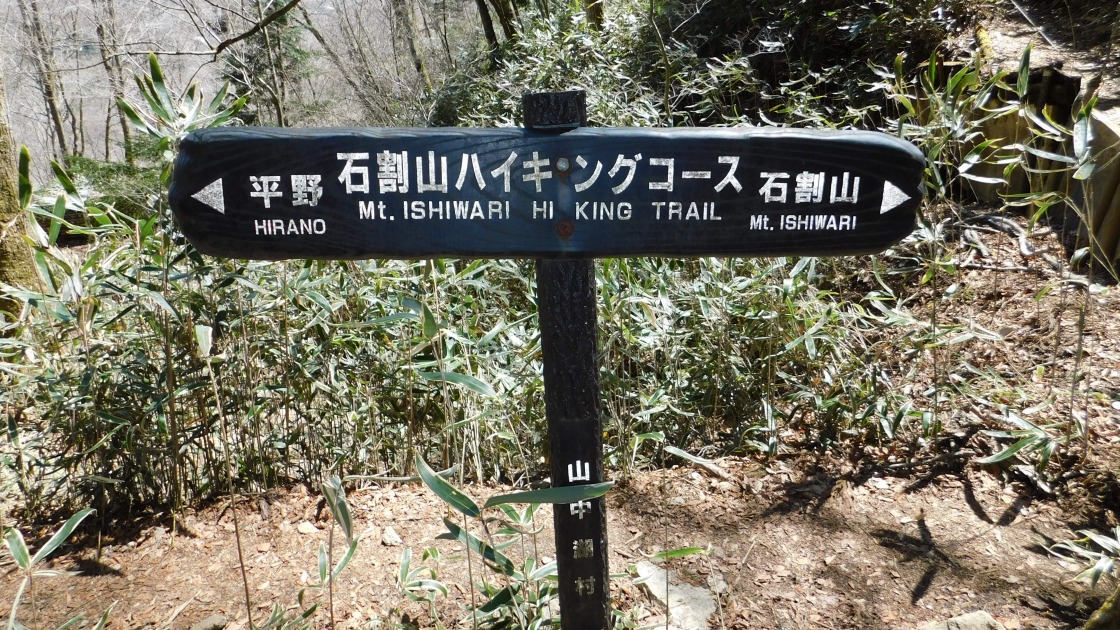 平野
HIRANO
石割山ハイキングコース
Mt. ISHIWARI HI KING TRAIL
石割山
Mt. ISHIWARI
山中湖村